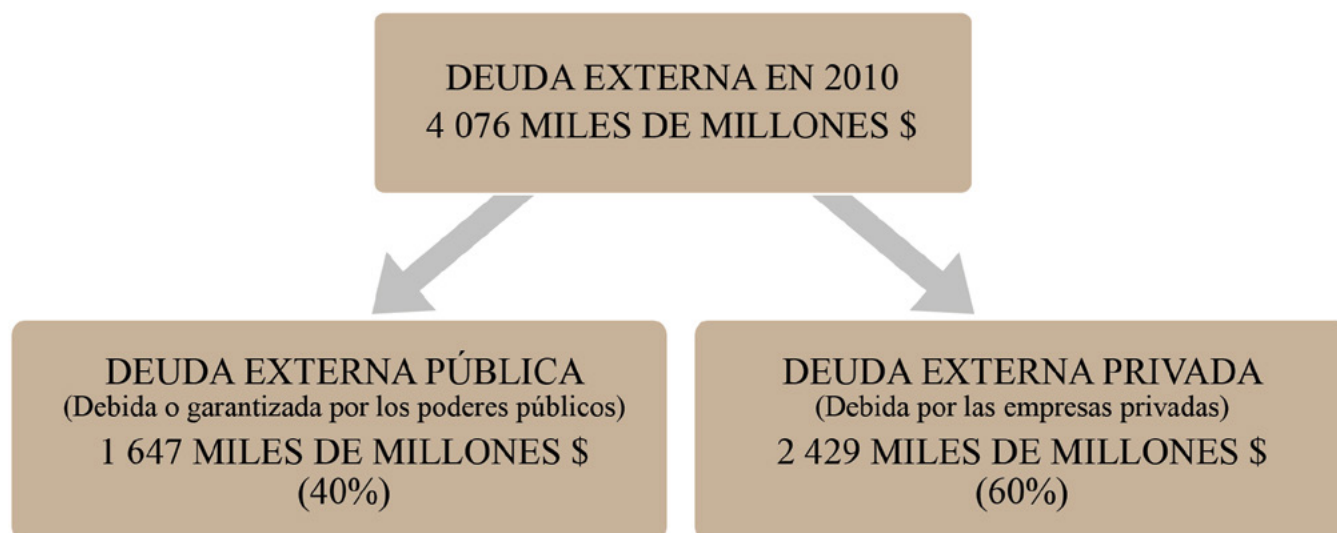 DEUDA EXTERNA EN 2010
4 076 MILES DE MILLONES $
DEUDA EXTERNA PÚBLICA
(Debida o garantizada por los poderes públicos)
1 647 MILES DE MILLONES $
(40%)
DEUDA EXTERNA PRIVADA
(Debida por las empresas privadas)
2 429 MILES DE MILLONES $
(60%)